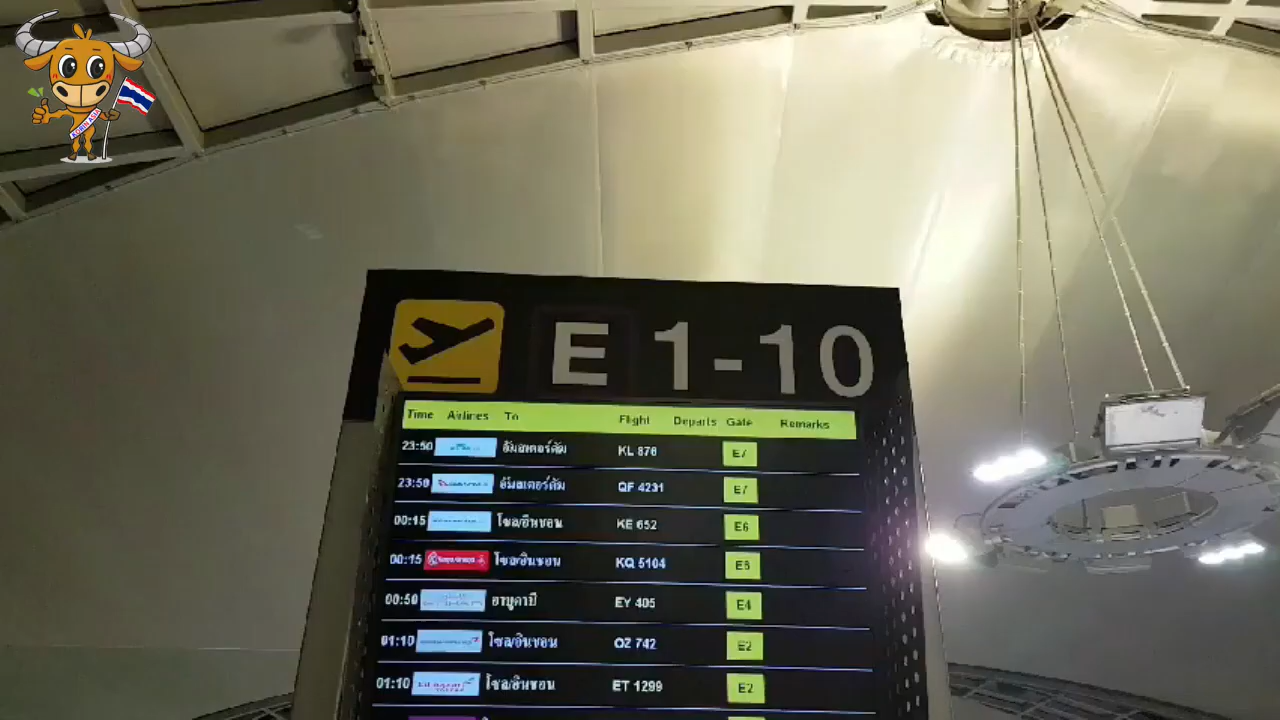 E 1-10
Time Airlines To Flight Departs Gate Remarks
23:50 อัมสเตอร์ดัม KL 876 E7
23:50 อัมสเตอร์ดัม QF 4231 E7
00:15 โซล/อินชอน KE 652 E6
00:15 โซล/อินชอน KQ 5104 E6
00:50 อาบูดาบี EY 405 E4
01:10 โซล/อินชอน OZ 742 E2
01:10 โซล/อินชอน ET 1299 E2